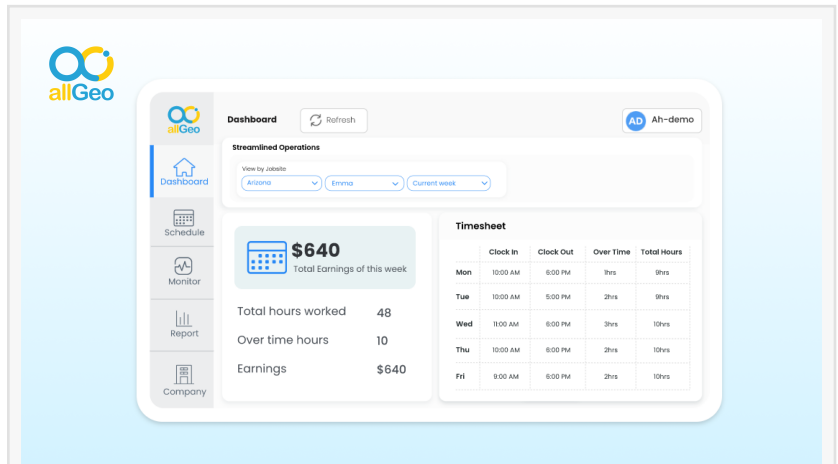 allGeo
allGeo
Dashboard
Refresh
AD
Ah-demo
Streamlined Operations
View by Jobsite
Arizona
Emma
Current week
Dashboard
Schedule
Monitor
Report
Company
$640
Total Earnings of this week
Total hours worked 48
Over time hours 10
Earnings $640
Timesheet
Clock In Clock Out Over Time Total Hours
Mon 10:00 AM 6:00 PM 1hrs 9hrs
Tue 10:00 AM 5:00 PM 2hrs 9hrs
Wed 11:00 AM 6:00 PM 3hrs 10hrs
Thu 10:00 AM 6:00 PM 2hrs 10hrs
Fri 9:00 AM 6:00 PM 2hrs 10hrs